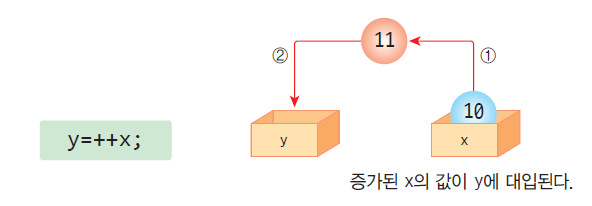 11
② ①
10
y=++x;
y x
증가된 x의 값이 y에 대입된다.